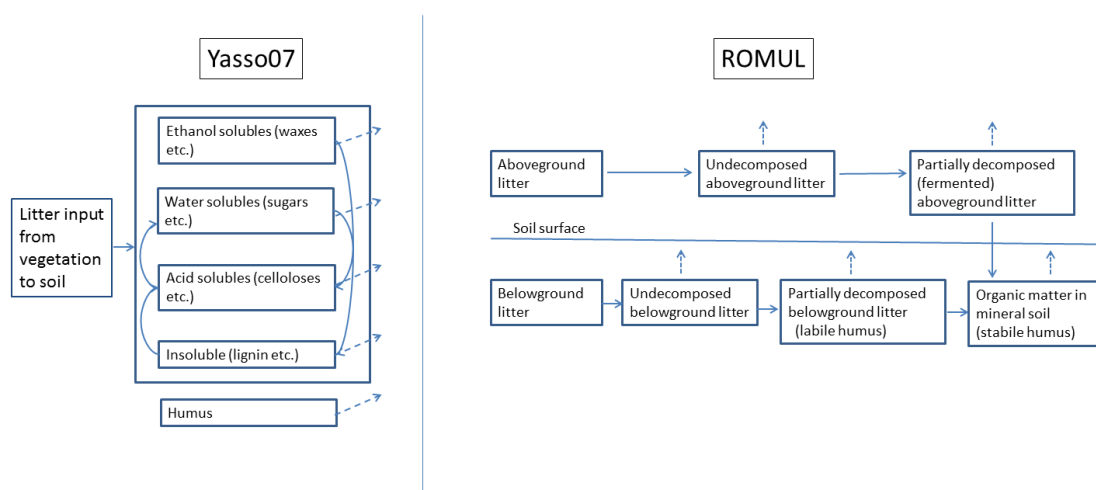 Yasso07
Ethanol solubles (waxes
etc.)
Water solubles (sugars
etc.)
Litter input
from
vegetation
to soil
Acid solubles (celloloses
etc.)
Insoluble (lignin etc.)
Humus
ROMUL
Aboveground
litter
Undecomposed
aboveground litter
Partially decomposed
(fermented)
aboveground litter
Soil surface
Belowground
litter
Undecomposed
belowground litter
Partially decomposed
belowground litter
(labile humus)
Organic matter in
mineral soil
(stabile humus)